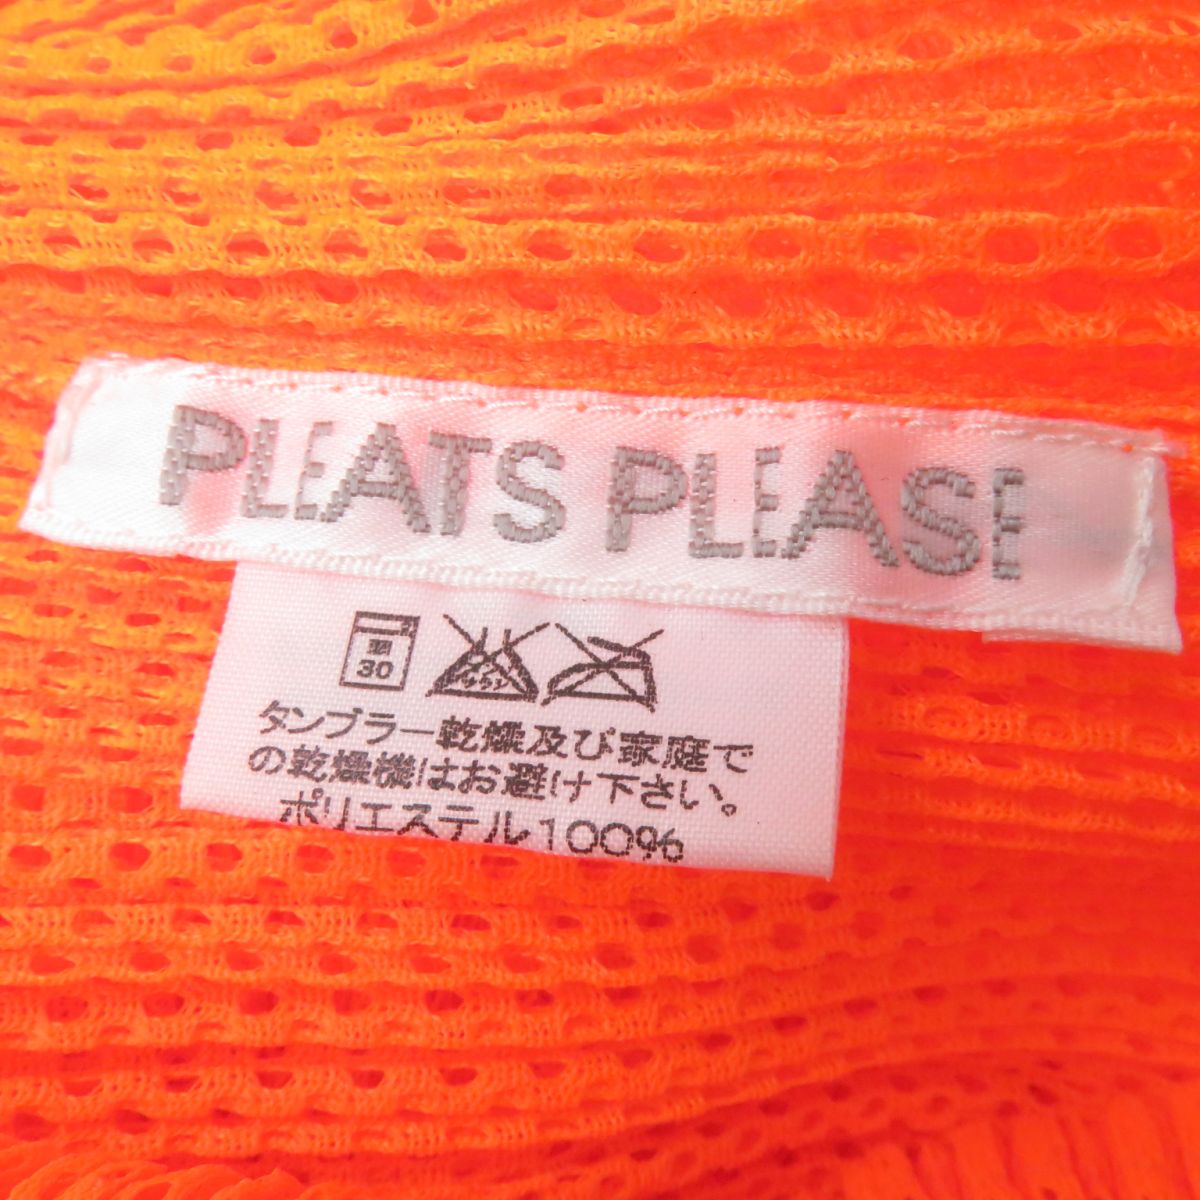 PLEATS PLEASE
30
タンブラー乾燥及び家庭で
の乾燥機はお避け下さい。
ポリエステル100%